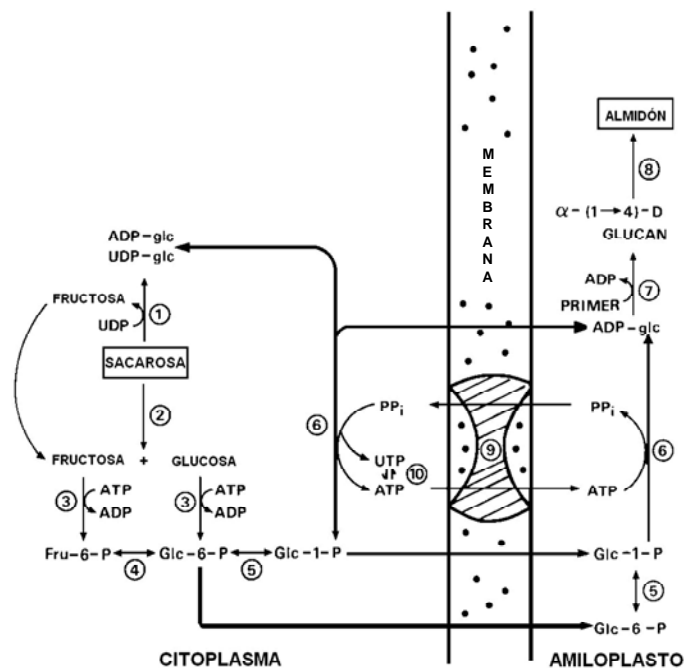 ALMIDÓN
MEMBRANA
8
α-(1→4)-D
GLUCAN
ADP-glc
UDP-glc
ADP
7
PRIMER
FRUCTOSA
1
UDP
ADP-glc
SACAROSA
2
PPi
PPi
6
9
6
UTP
10
FRUCTOSA + GLUCOSA
ATP
ATP
3
ATP
ADP
3
ATP
ADP
Fru-6-P
Glc-6-P
Glc-1-P
Glc-1-P
4
5
5
Glc-6-P
CITOPLASMA
AMILOPLASTO